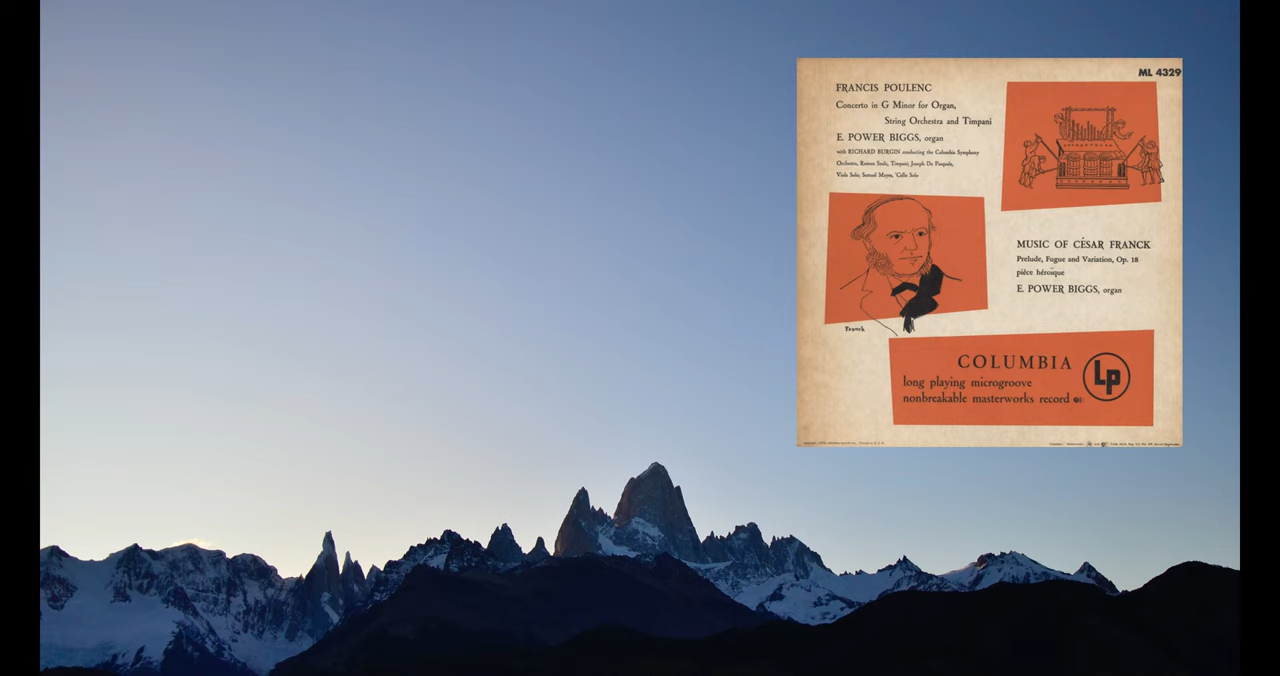 ML 4329
FRANCIS POULENC
Concerto in G Minor for Organ,
String Orchestra and Timpani
E. POWER BIGGS, organ
with RICHARD BURGIN conducting the Columbia Symphony
Orchestra, Roman Szulc, Timpani; Joseph De Pasquale,
Viola Solo; Samuel Mayes, 'Cello Solo
MUSIC OF CÉSAR FRANCK
Prelude, Fugue and Variation, Op. 18
pièce héroïque
E. POWER BIGGS, organ
Franck
COLUMBIA
Lp
long playing microgroove
nonbreakable masterworks record